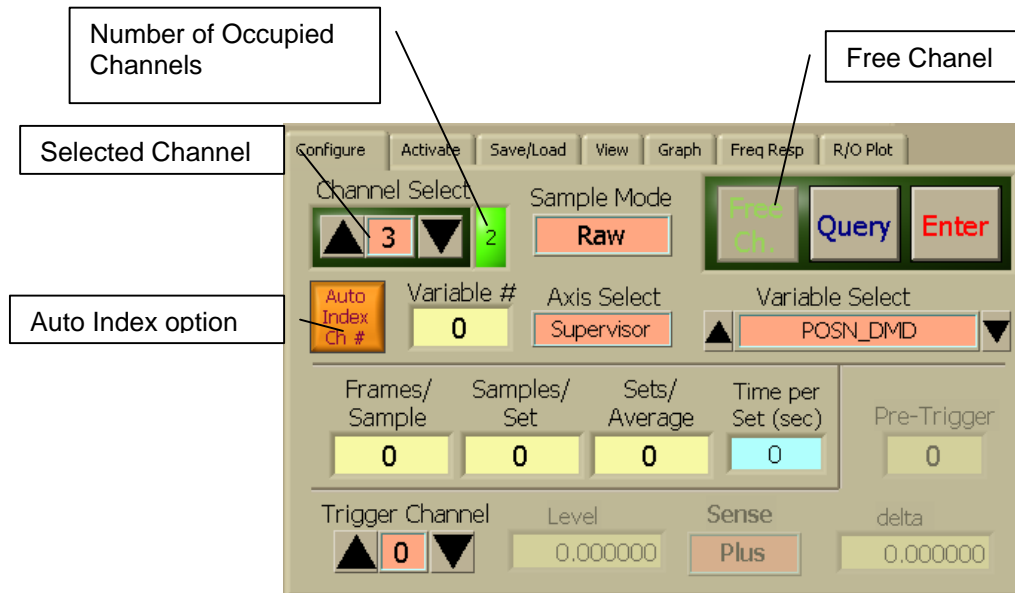 Number of Occupied
Channels
Free Chanel
Selected Channel
Configure Activate Save/Load View Graph Freq Resp R/O Plot
Channel Select
3
2
Sample Mode
Raw
Free
Ch.
Query
Enter
Auto Index option
Auto
Index
Ch #
Variable #
0
Axis Select
Supervisor
Variable Select
POSN_DMD
Frames/
Sample
0
Samples/
Set
0
Sets/
Average
0
Time per
Set (sec)
0
Pre-Trigger
0
Trigger Channel
0
Level
0.000000
Sense
Plus
delta
0.000000